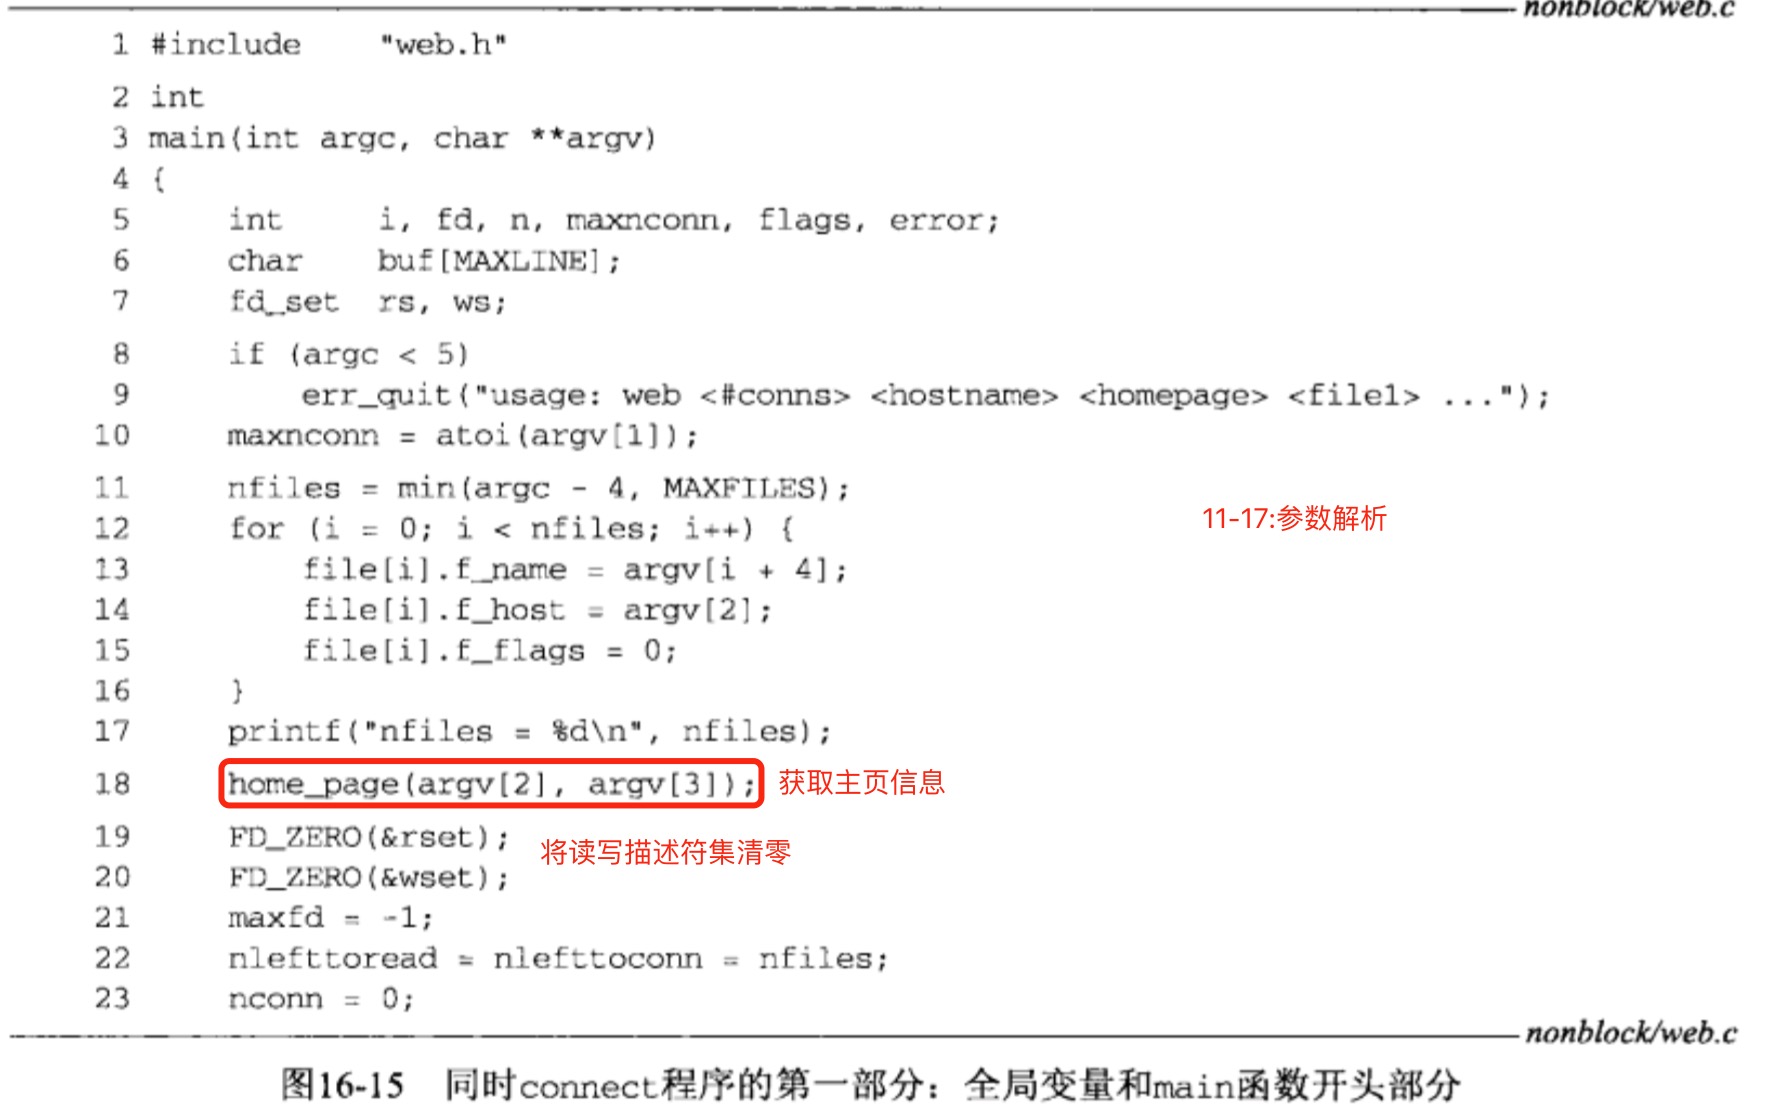 nonblock/web.c
1 #include "web.h"
2 int
3 main(int argc, char **argv)
4 {
5 int i, fd, n, maxnconn, flags, error;
6 char buf[MAXLINE];
7 fd_set rs, ws;
8 if (argc < 5)
9 err_quit("usage: web <#conns> <hostname> <homepage> <file1> ...");
10 maxnconn = atoi(argv[1]);
11 nfiles = min(argc - 4, MAXFILES);
12 for (i = 0; i < nfiles; i++) {
11-17:参数解析
13 file[i].f_name = argv[i + 4];
14 file[i].f_host = argv[2];
15 file[i].f_flags = 0;
16 }
17 printf("nfiles = %d\n", nfiles);
18 home_page(argv[2], argv[3]); 获取主页信息
19 FD_ZERO(&rset);
将读写描述符集清零
20 FD_ZERO(&wset);
21 maxfd = -1;
22 nlefttoread = nlefttoconn = nfiles;
23 nconn = 0;
nonblock/web.c
图16-15 同时connect程序的第一部分：全局变量和main函数开头部分